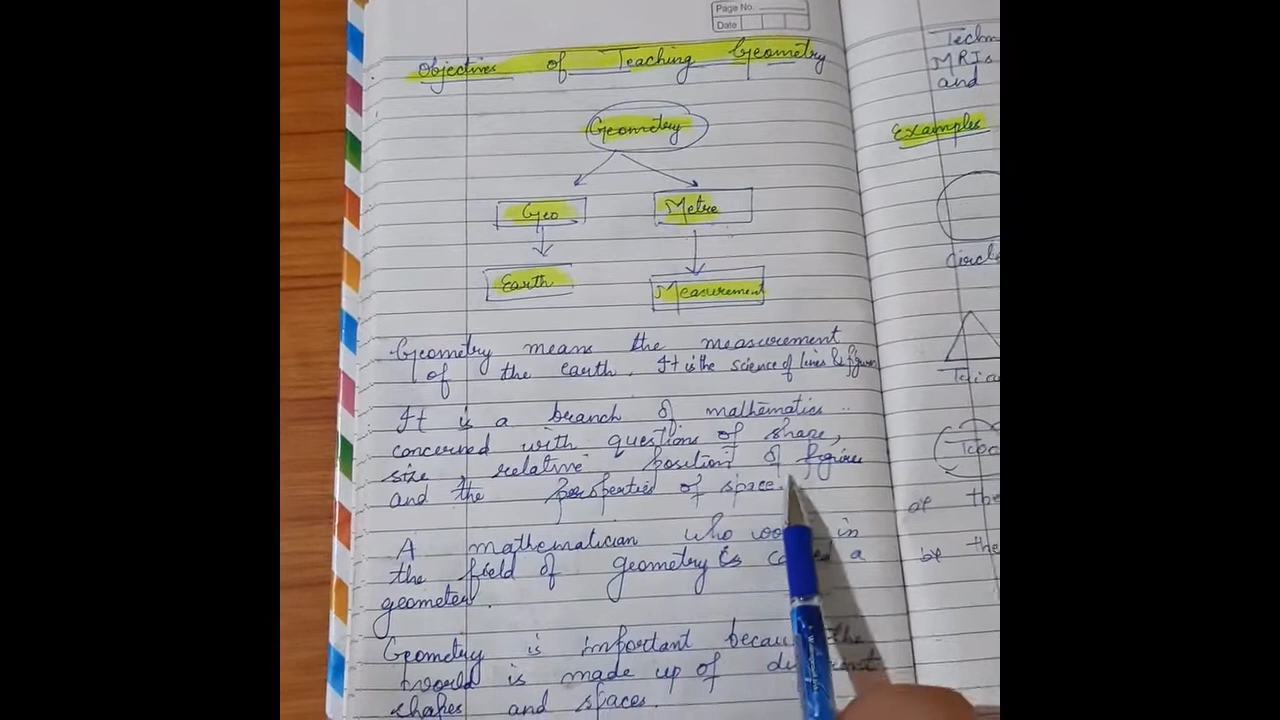 Page No.
Date
Objectives of Teaching Geometry
Geometry
Geo
Metre
Earth
Measurement
Geometry means the measurement
of the earth. It is the science of lines & figures
It is a branch of mathematics
concerned with questions of shape,
size, relative position of figures
and the properties of space.
A mathematician who in
the field of geometry is a
geometer.
Geometry is important because the
world is made up of different
shapes and spaces.
MRIs
and
Examples